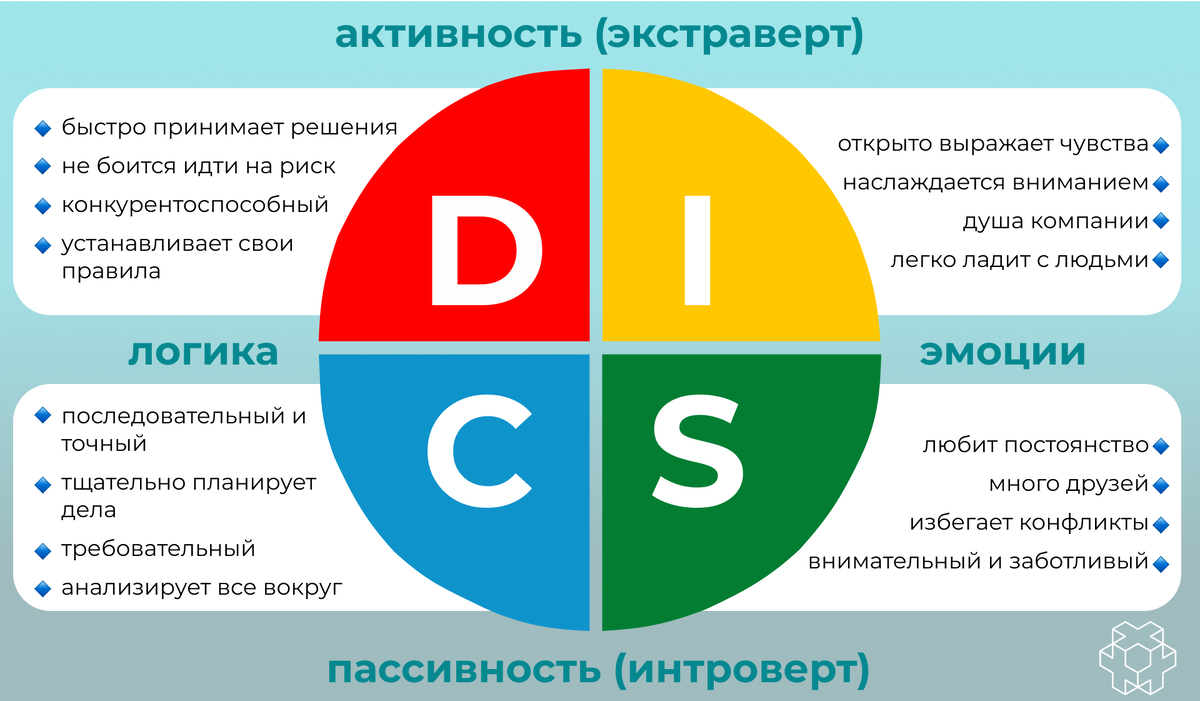 активность (экстраверт)
быстро принимает решения
не боится идти на риск
конкурентоспособный
устанавливает свои
правила
D
I
открыто выражает чувства
наслаждается вниманием
душа компании
легко ладит с людьми
логика
эмоции
последовательный и
точный
тщательно планирует
дела
требовательный
анализирует все вокруг
C
S
любит постоянство
много друзей
избегает конфликты
внимательный и заботливый
пассивность (интроверт)